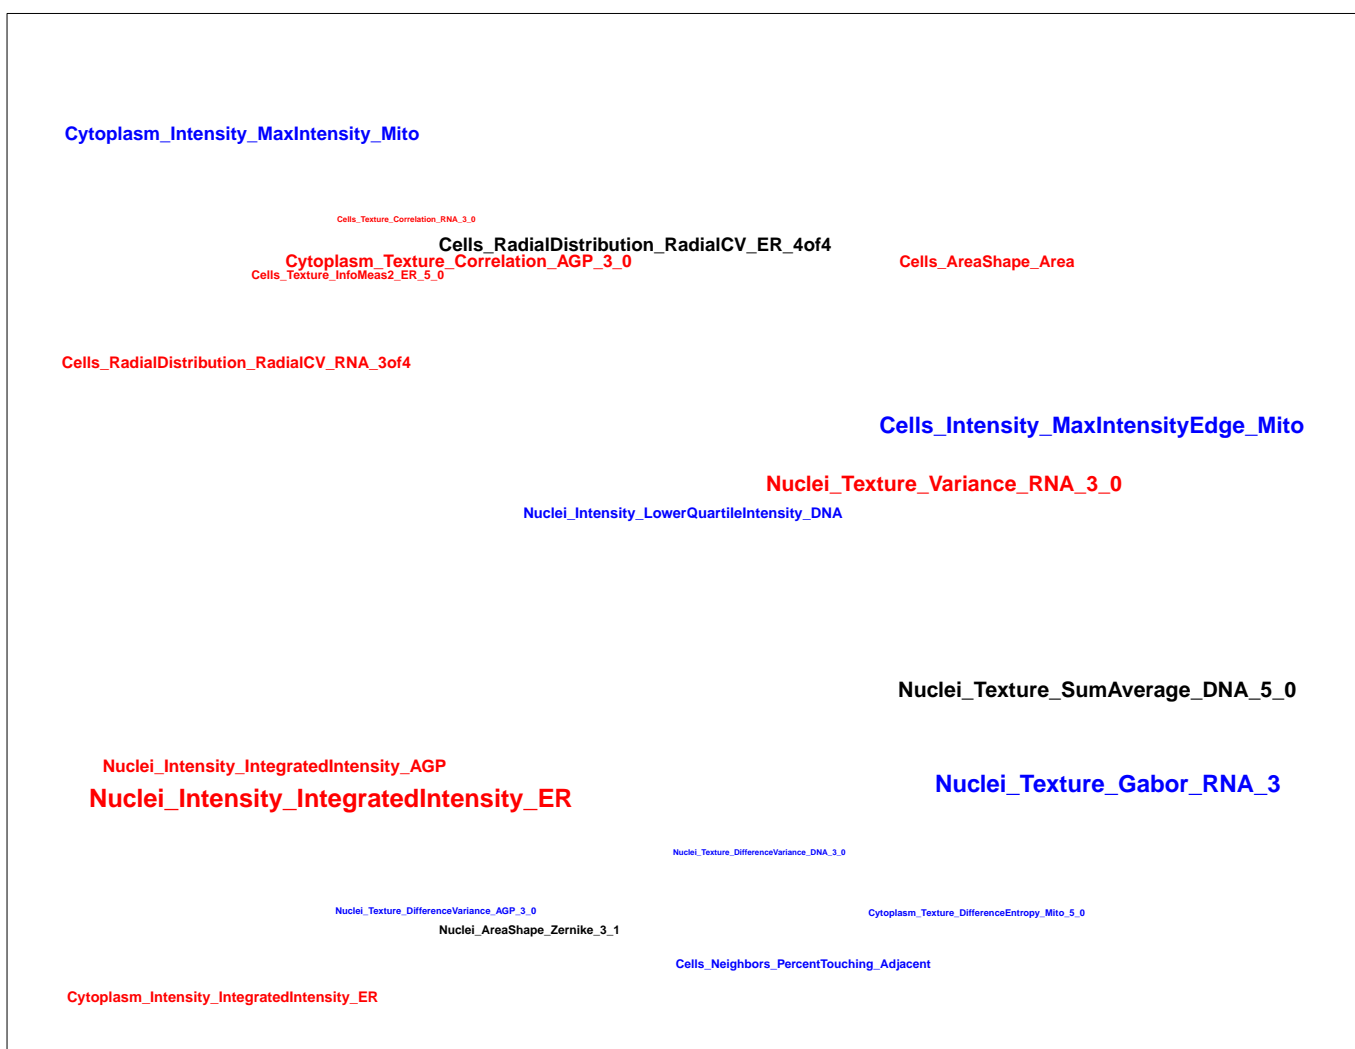 Cytoplasm_Intensity_MaxIntensity_Mito
Cells_Texture_Correlation_RNA_3_0
Cells_RadialDistribution_RadialCV_ER_4of4
Cytoplasm_Texture_Correlation_AGP_3_0
Cells_AreaShape_Area
Cells_Texture_InfoMeas2_ER_5_0
Cells_RadialDistribution_RadialCV_RNA_3of4
Cells_Intensity_MaxIntensityEdge_Mito
Nuclei_Texture_Variance_RNA_3_0
Nuclei_Intensity_LowerQuartileIntensity_DNA
Nuclei_Texture_SumAverage_DNA_5_0
Nuclei_Intensity_IntegratedIntensity_AGP
Nuclei_Texture_Gabor_RNA_3
Nuclei_Intensity_IntegratedIntensity_ER
Nuclei_Texture_DifferenceVariance_DNA_3_0
Nuclei_Texture_DifferenceVariance_AGP_3_0
Cytoplasm_Texture_DifferenceEntropy_Mito_5_0
Nuclei_AreaShape_Zernike_3_1
Cells_Neighbors_PercentTouching_Adjacent
Cytoplasm_Intensity_IntegratedIntensity_ER